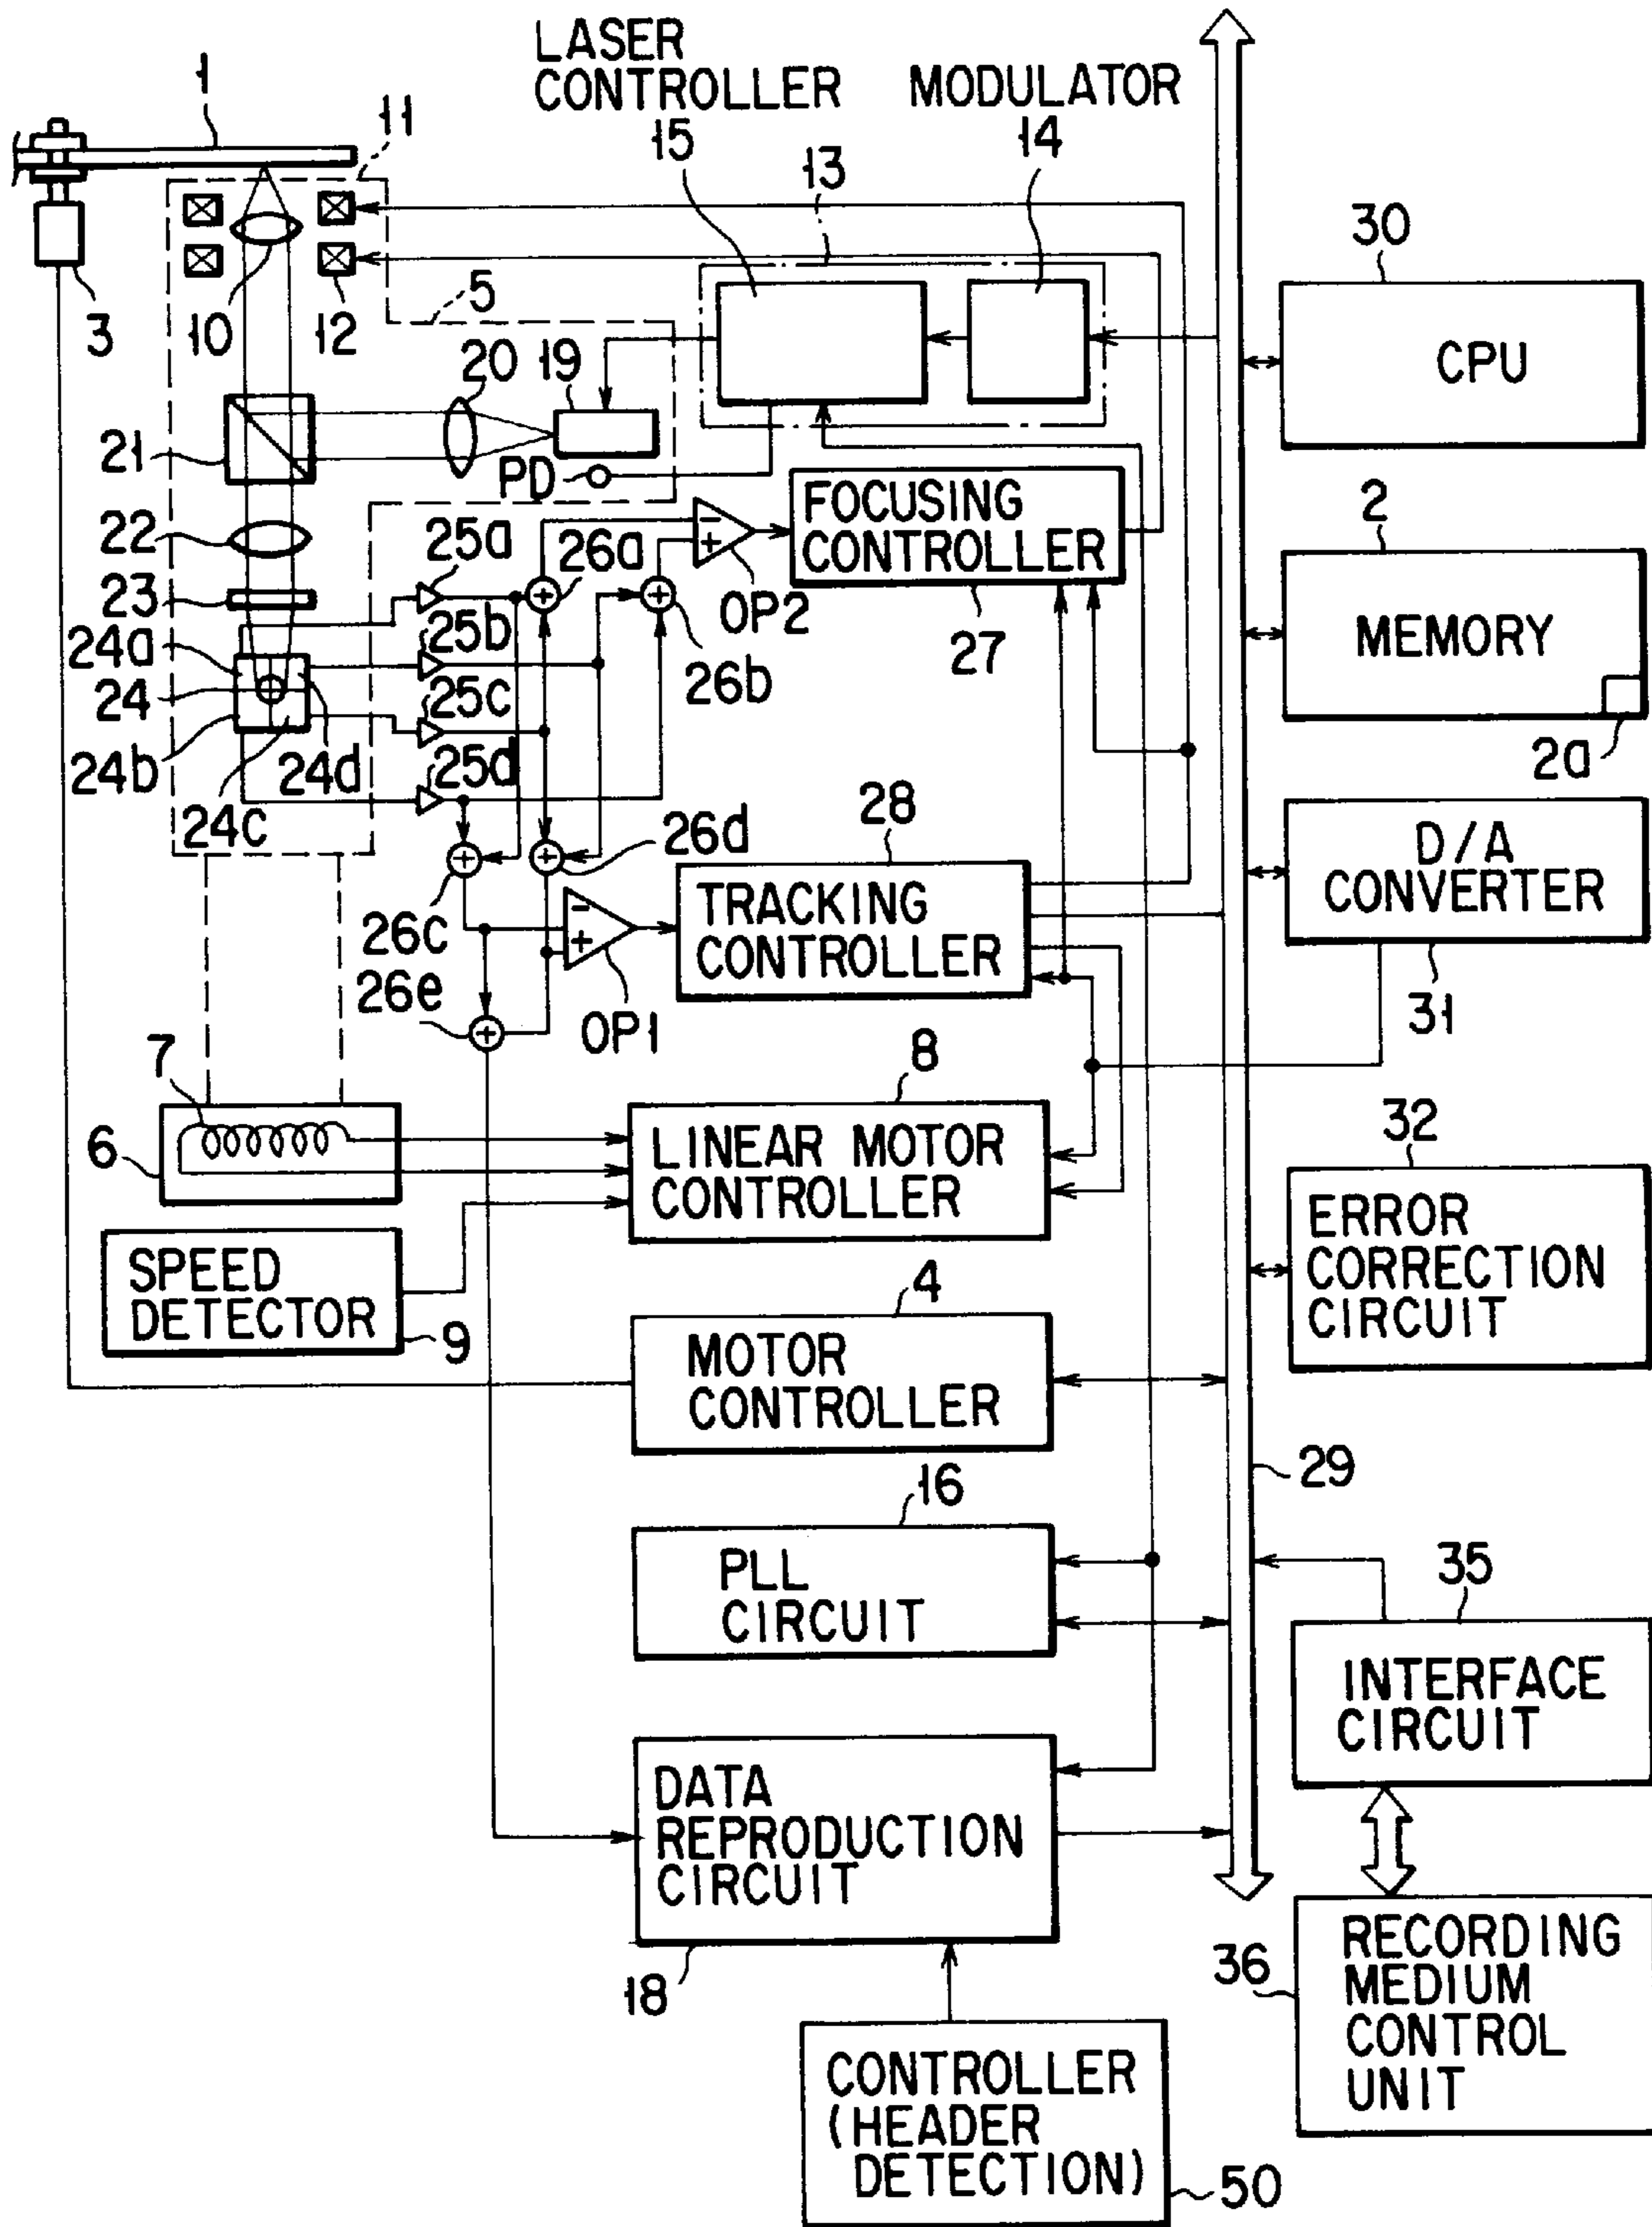 LASER
CONTROLLER
15
MODULATOR
14
1
11
13
3
10
12
5
20
19
21
PD
22
23
24a
24
24b
24c
24d
25a
25b
25c
25d
26a
26b
OP2
FOCUSING
CONTROLLER
27
26c
26d
26e
OP1
28
TRACKING
CONTROLLER
7
6
8
LINEAR MOTOR
CONTROLLER
SPEED
DETECTOR
9
4
MOTOR
CONTROLLER
16
PLL
CIRCUIT
DATA
REPRODUCTION
CIRCUIT
18
CONTROLLER
(HEADER
DETECTION)
50
30
CPU
2
MEMORY
2a
D/A
CONVERTER
31
32
ERROR
CORRECTION
CIRCUIT
29
35
INTERFACE
CIRCUIT
36
RECORDING
MEDIUM
CONTROL
UNIT